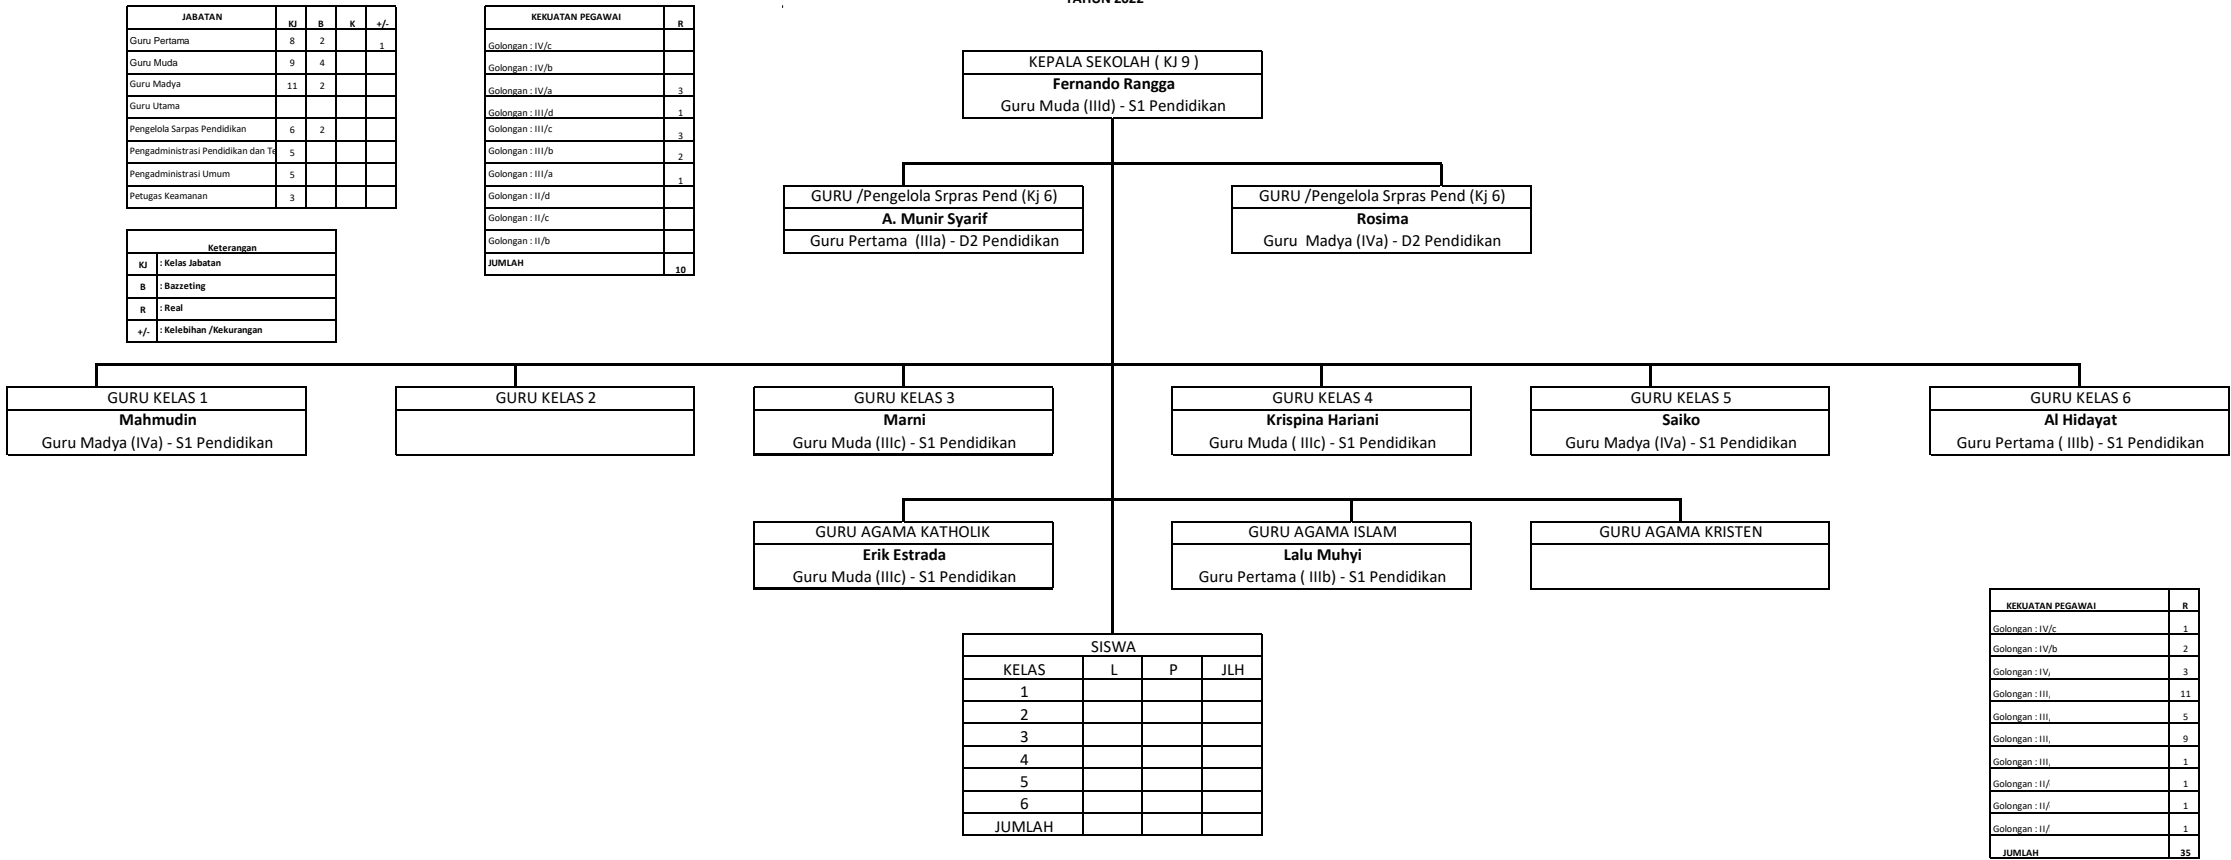 TAHUN 2022
JABATAN KJ B K +/-
Guru Pertama 8 2 1
Guru Muda 9 4
Guru Madya 11 2
Guru Utama
Pengelola Sarpas Pendidikan 6 2
Pengadministrasi Pendidikan dan Te 5
Pengadministrasi Umum 5
Petugas Keamanan 3
Keterangan
KJ : Kelas Jabatan
B : Bazzeting
R : Real
+/- : Kelebihan /Kekurangan
KEKUATAN PEGAWAI R
Golongan : IV/c
Golongan : IV/b
Golongan : IV/a 3
Golongan : III/d 1
Golongan : III/c 3
Golongan : III/b 2
Golongan : III/a 1
Golongan : II/d
Golongan : II/c
Golongan : II/b
JUMLAH 10
KEPALA SEKOLAH ( KJ 9 )
Fernando Rangga
Guru Muda (IIId) - S1 Pendidikan
GURU /Pengelola Srpras Pend (Kj 6)
A. Munir Syarif
Guru Pertama (IIIa) - D2 Pendidikan
GURU /Pengelola Srpras Pend (Kj 6)
Rosima
Guru Madya (IVa) - D2 Pendidikan
GURU KELAS 1
Mahmudin
Guru Madya (IVa) - S1 Pendidikan
GURU KELAS 2
GURU KELAS 3
Marni
Guru Muda (IIIc) - S1 Pendidikan
GURU KELAS 4
Krispina Hariani
Guru Muda ( IIIc) - S1 Pendidikan
GURU KELAS 5
Saiko
Guru Madya (IVa) - S1 Pendidikan
GURU KELAS 6
Al Hidayat
Guru Pertama ( IIIb) - S1 Pendidikan
GURU AGAMA KATHOLIK
Erik Estrada
Guru Muda (IIIc) - S1 Pendidikan
GURU AGAMA ISLAM
Lalu Muhyi
Guru Pertama ( IIIb) - S1 Pendidikan
GURU AGAMA KRISTEN
SISWA
KELAS L P JLH
1
2
3
4
5
6
JUMLAH
KEKUATAN PEGAWAI R
Golongan : IV/c 1
Golongan : IV/b 2
Golongan : IV/ 3
Golongan : III, 11
Golongan : III, 5
Golongan : III, 9
Golongan : III, 1
Golongan : II/ 1
Golongan : II/ 1
Golongan : II/ 1
JUMLAH 35